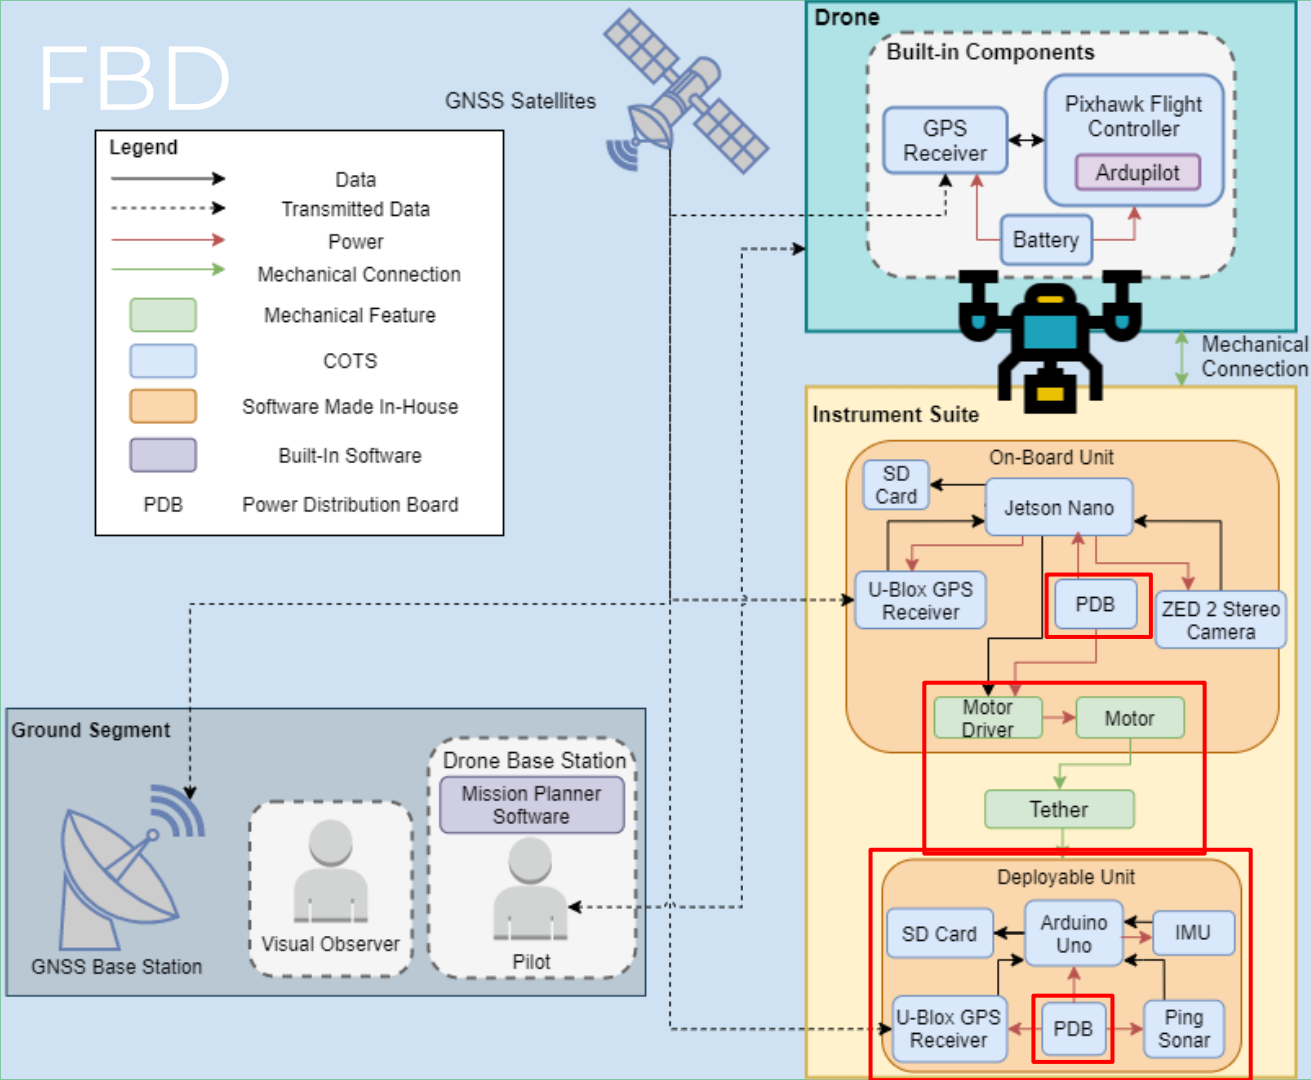 FBD
Legend
Data
Transmitted Data
Power
Mechanical Connection
Mechanical Feature
COTS
Software Made In-House
Built-In Software
PDB
Power Distribution Board
GNSS Satellites
Drone
Built-in Components
GPS
Receiver
Pixhawk Flight
Controller
Ardupilot
Battery
Mechanical
Connection
Instrument Suite
On-Board Unit
SD
Card
Jetson Nano
U-Blox GPS
Receiver
PDB
ZED 2 Stereo
Camera
Motor
Driver
Motor
Tether
Deployable Unit
SD Card
Arduino
Uno
IMU
U-Blox GPS
Receiver
PDB
Ping
Sonar
Ground Segment
GNSS Base Station
Visual Observer
Drone Base Station
Mission Planner
Software
Pilot